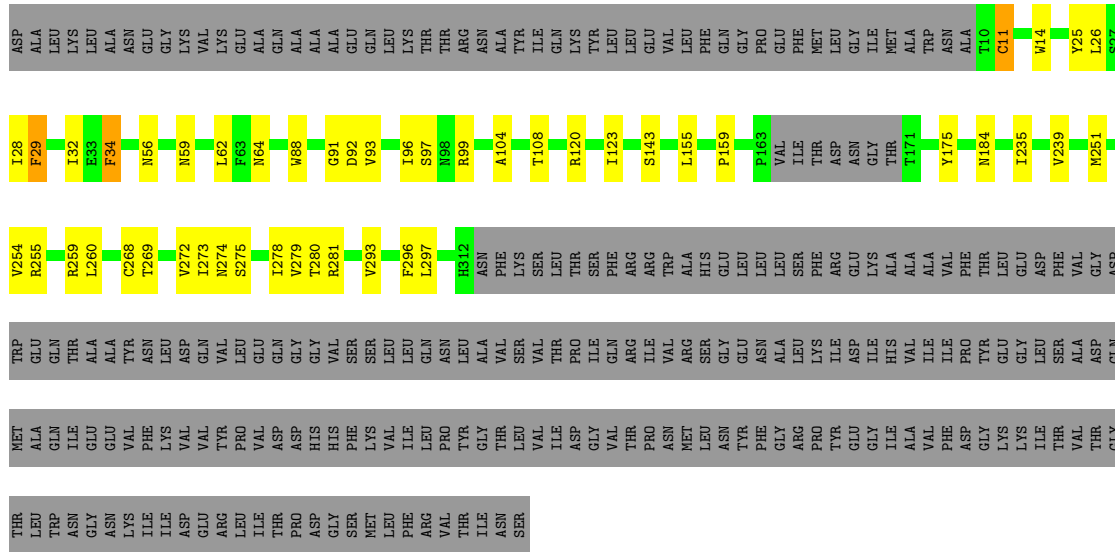 ASP ALA LEU LYS LEU ALA ASN GLU GLY LYS VAL LYS GLU ALA GLN ALA ALA ALA GLU GLN LEU LYS THR THR ARG ASN ALA TYR ILE GLN LYS TYR LEU LEU GLU VAL LEU PHE GLN GLY PRO GLU PHE MET LEU GLY ILE MET ALA TRP ASN ALA T10 C11 W14 Y25 L26 S27
I28 F29 I32 E33 F34 N56 N59 L62 F63 N64 W88 G91 D92 V93 I96 S97 N98 R99 A104 T108 R120 I123 S143 L155 P159 P163 VAL ILE THR ASP ASN GLY THR T171 Y175 N184 I235 V239 M251
V254 R255 R259 L260 C268 T269 V272 I273 N274 S275 I278 V279 T280 R281 V293 F296 L297 H312 ASN PHE LYS SER LEU THR SER PHE ARG ARG TRP ALA HIS GLU LEU LEU LEU SER PHE ARG GLU LYS ALA ALA ALA VAL PHE THR LEU GLU ASP PHE VAL GLY ASP
TRP GLU GLN THR ALA ALA TYR ASN LEU ASP GLN VAL LEU GLU GLN GLY GLY VAL SER SER LEU LEU GLN ASN LEU ALA VAL SER VAL THR PRO ILE GLN ARG ILE VAL ARG SER GLY GLU ASN ALA LEU LYS ILE ASP ILE HIS VAL ILE ILE PRO TYR GLU GLY LEU SER ALA ASP GLN
MET ALA GLN ILE GLU GLU VAL PHE LYS VAL VAL TYR PRO VAL ASP ASP HIS HIS PHE LYS VAL ILE LEU PRO TYR GLY THR LEU VAL ILE ASP GLY VAL THR PRO ASN MET LEU ASN TYR PHE GLY ARG PRO TYR GLU GLY ILE ALA VAL PHE ASP GLY LYS LYS ILE THR VAL THR GLY
THR LEU TRP ASN GLY ASN LYS ILE ILE ASP GLU ARG LEU ILE THR PRO ASP GLY SER MET LEU PHE ARG VAL THR ILE ASN SER